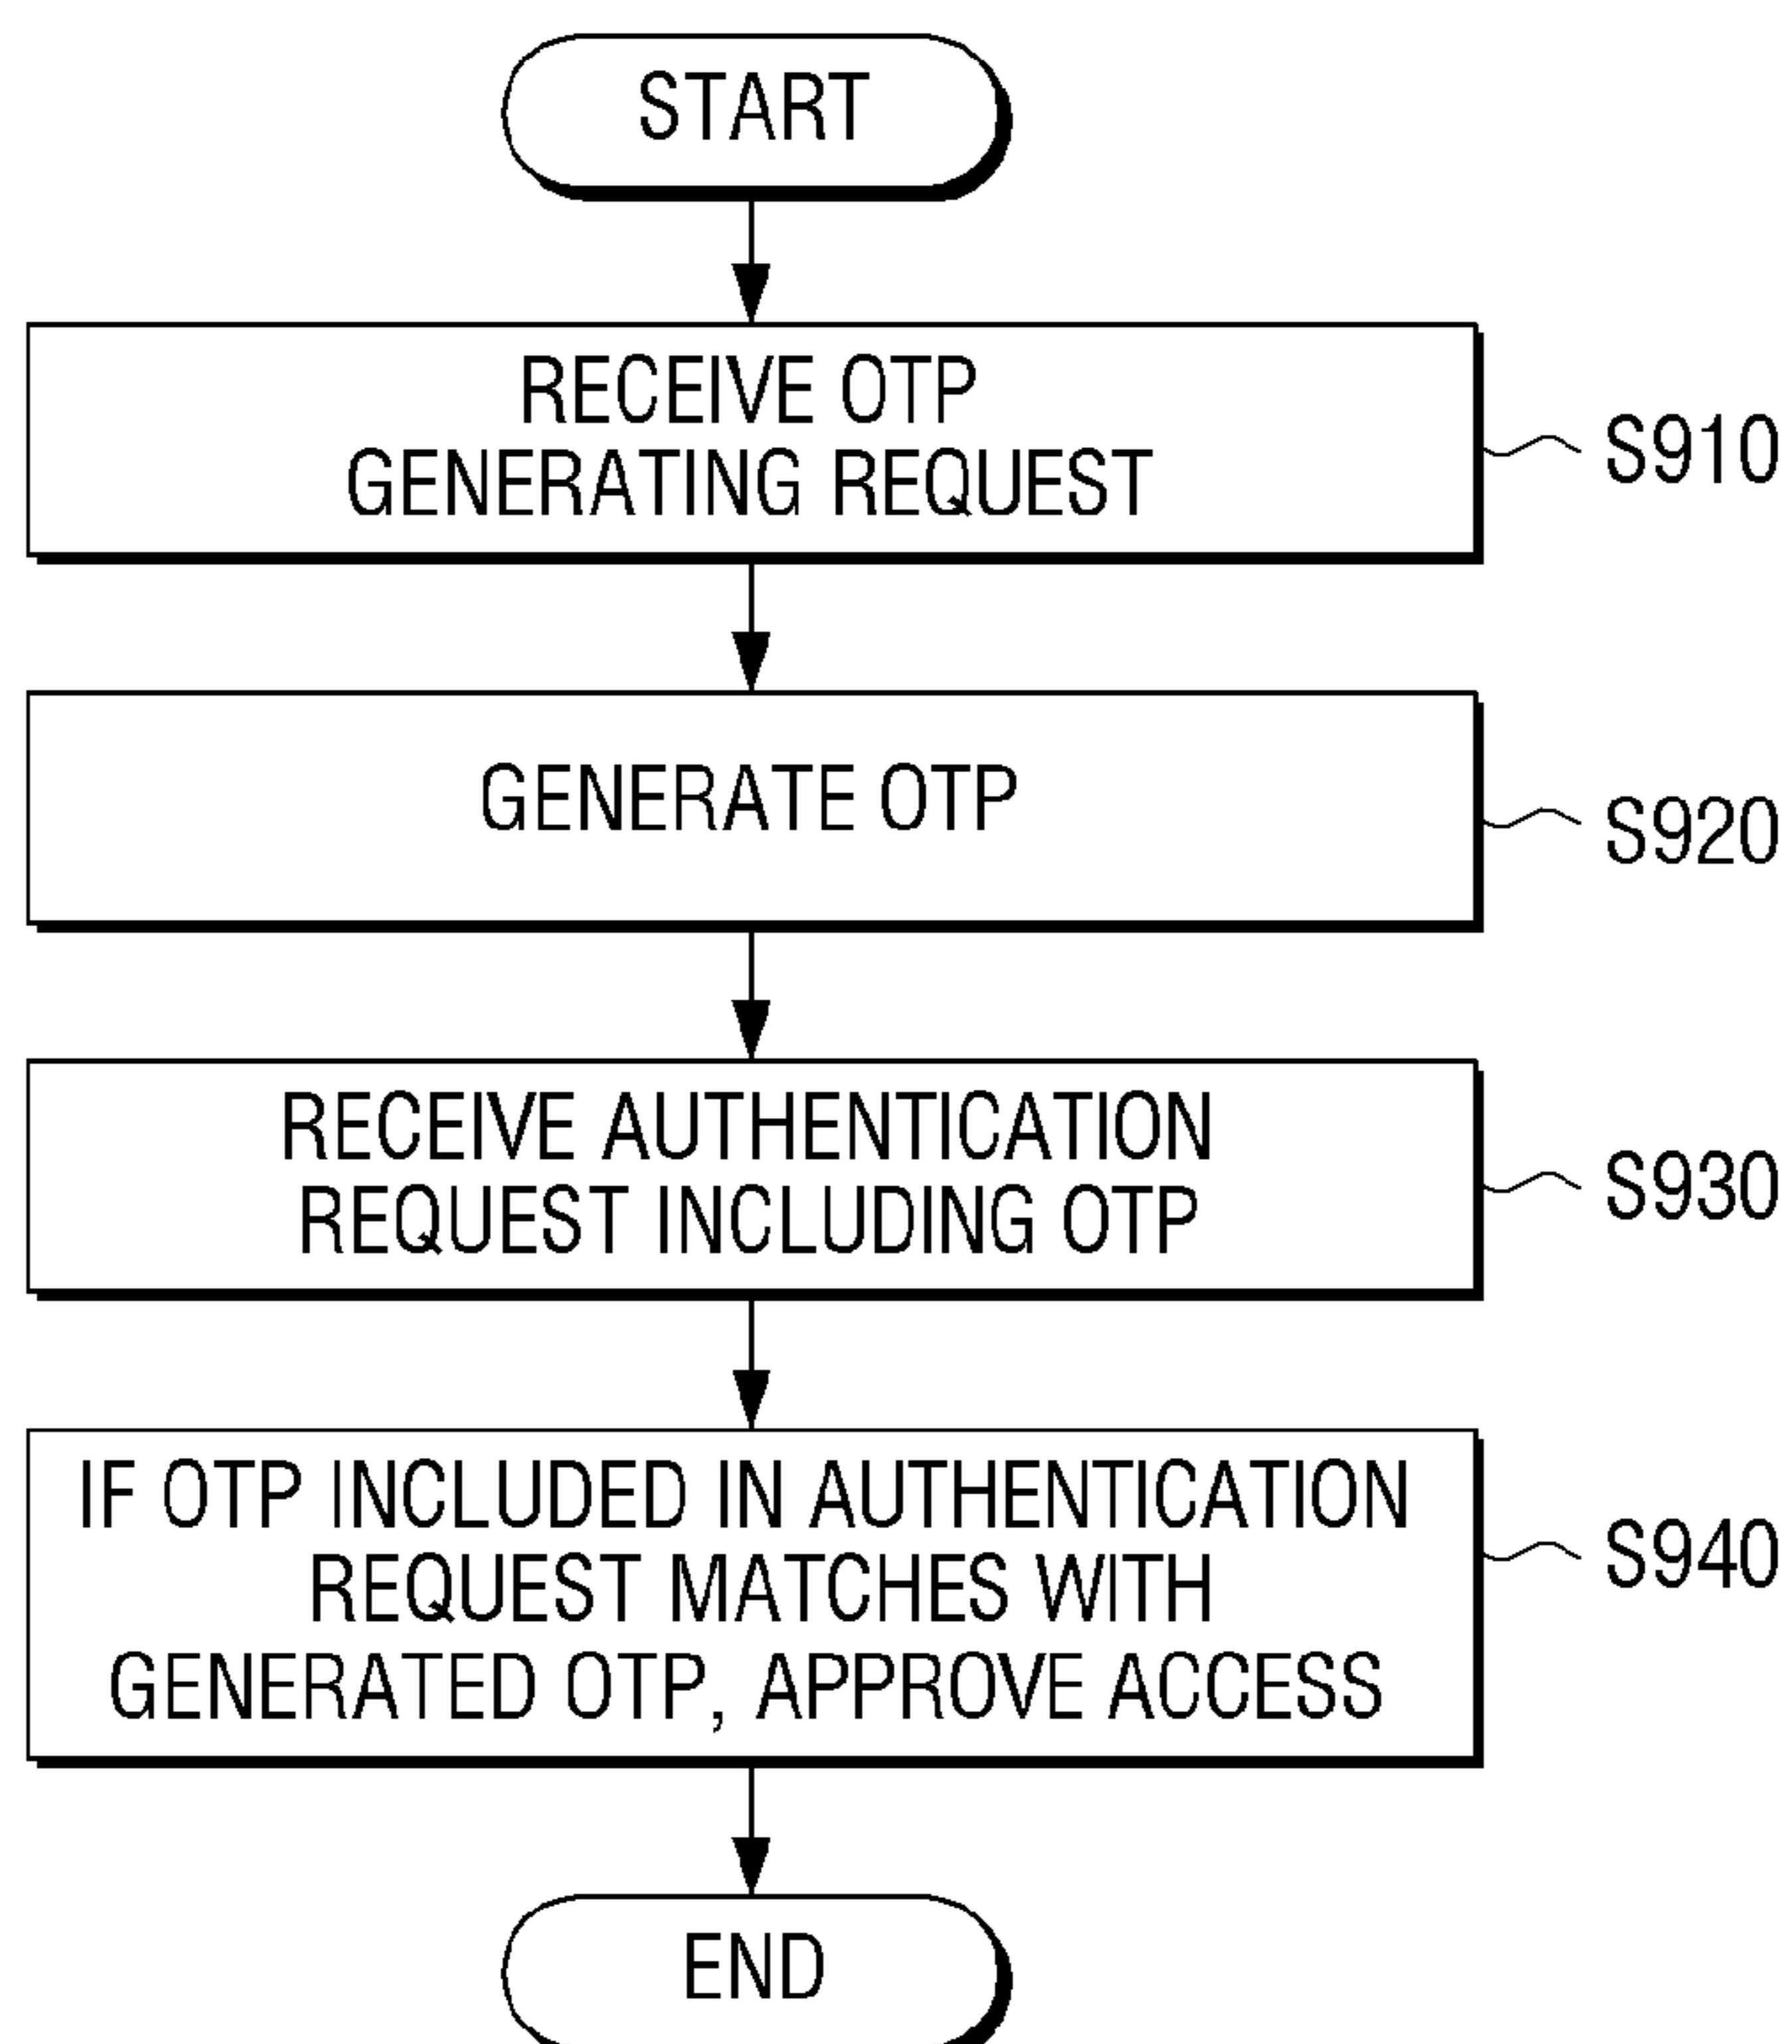 START
RECEIVE OTP
GENERATING REQUEST
S910
GENERATE OTP
S920
RECEIVE AUTHENTICATION
REQUEST INCLUDING OTP
S930
IF OTP INCLUDED IN AUTHENTICATION
REQUEST MATCHES WITH
GENERATED OTP, APPROVE ACCESS
S940
END